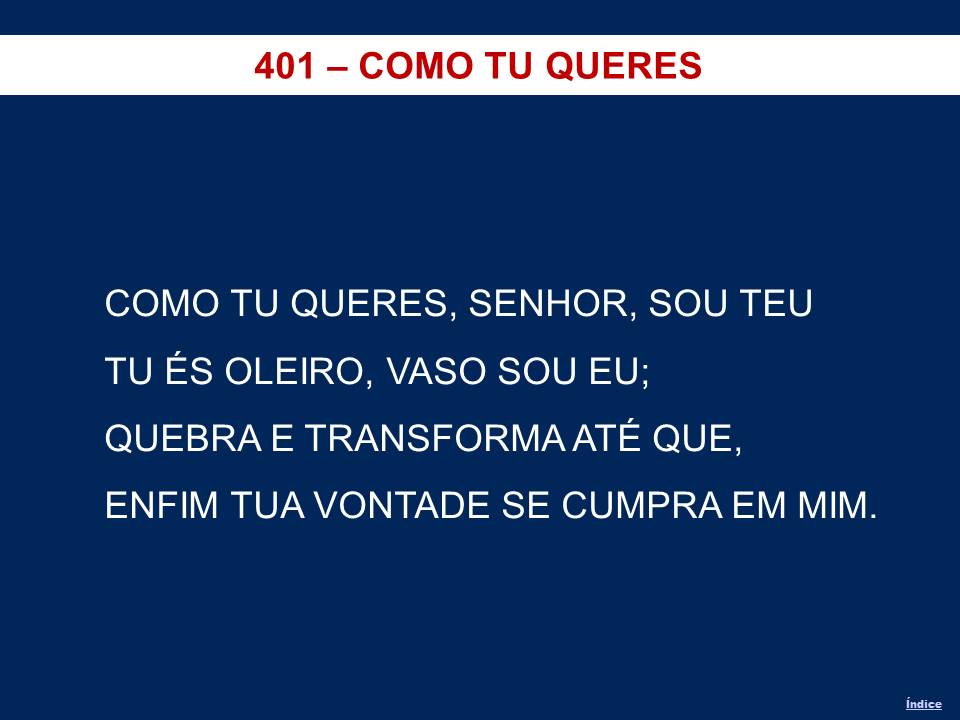 401 – COMO TU QUERES
COMO TU QUERES, SENHOR, SOU TEU
TU ÉS OLEIRO, VASO SOU EU;
QUEBRA E TRANSFORMA ATÉ QUE,
ENFIM TUA VONTADE SE CUMPRA EM MIM.
Índice